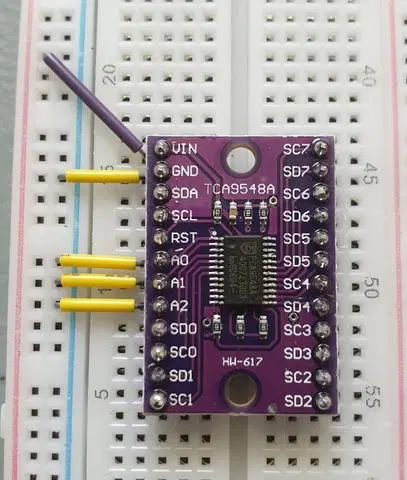 20
40
VIN
SC7
GND
SD7
45
TCA9548A
SDA
SC6
SCL
SD6
RST
SC5
A0
SD5
A1
SC4
50
A2
SD4
SD0
SC3
SC0
SD3
HW-617
SD1
SC2
5
55
SC1
SD2